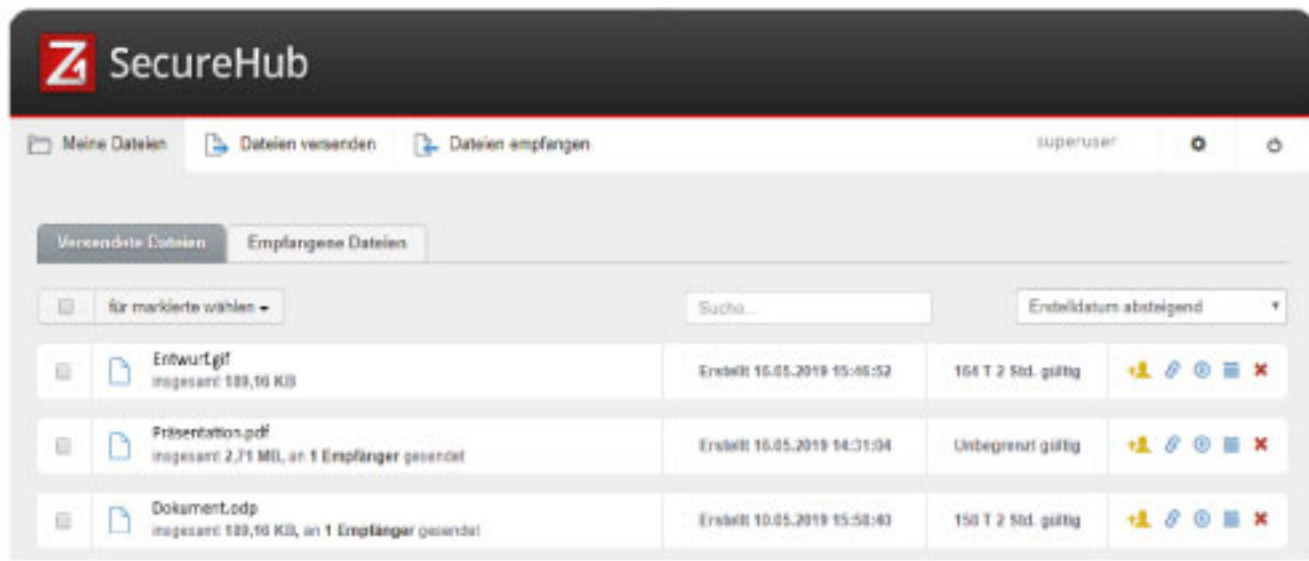 Z1 SecureHub
Meine Dateien Dateien versenden Dateien empfangen superuser
Versendete Dateien Empfangene Dateien
für markierte wählen Suche... Erstelldatum absteigend
Entwurf.gif
insgesamt 189,16 KB Erstellt 16.05.2019 15:46:52 164 T 2 Std. gültig
Präsentation.pdf
insgesamt 2,71 MB, an 1 Empfänger gesendet Erstellt 16.05.2019 14:31:04 Unbegrenzt gültig
Dokument.odp
insgesamt 189,16 KB, an 1 Empfänger gesendet Erstellt 10.05.2019 15:58:40 158 T 2 Std. gültig